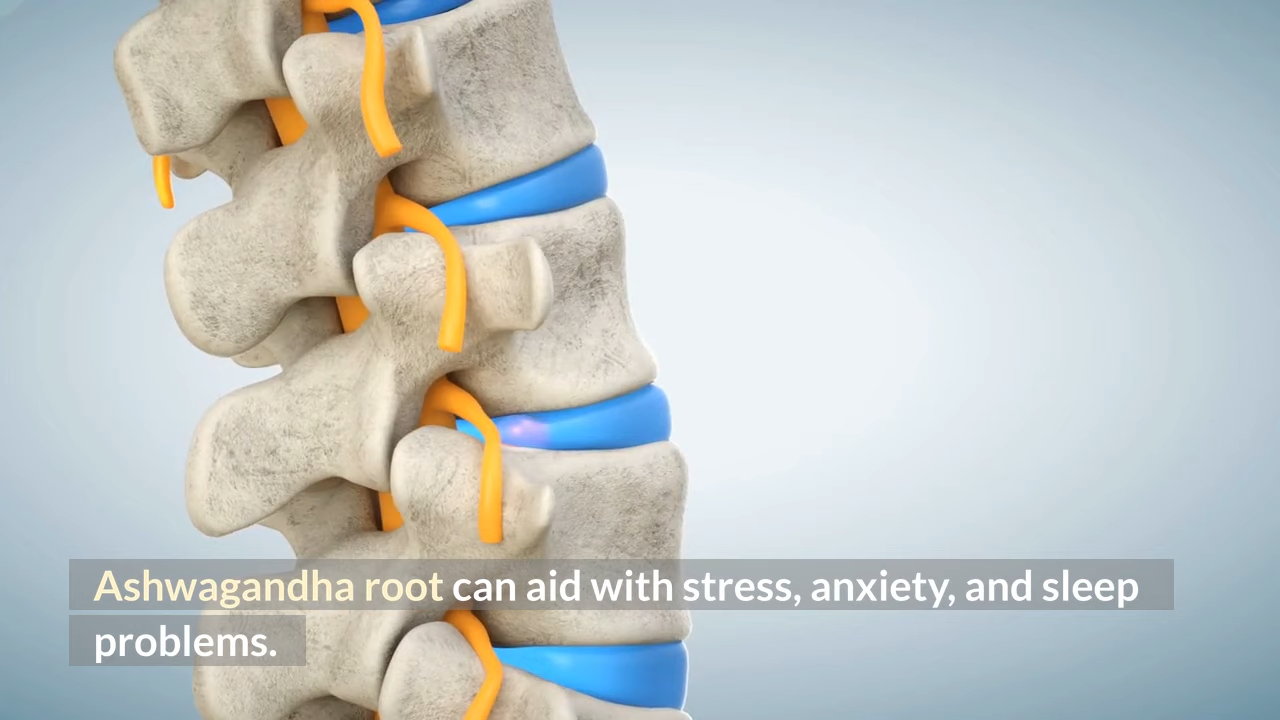 Ashwagandha root can aid with stress, anxiety, and sleep
problems.